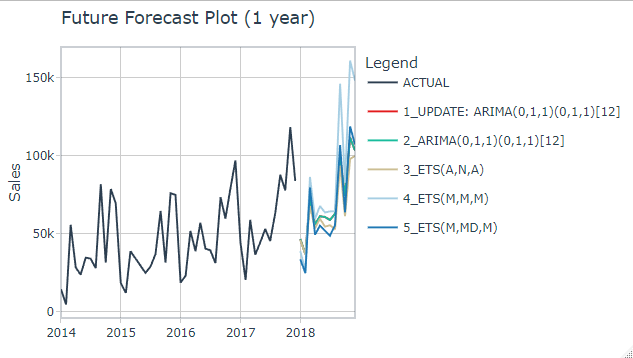 Future Forecast Plot (1 year)
Legend
150k
ACTUAL
1_UPDATE: ARIMA(0,1,1)(0,1,1)[12]
2_ARIMA(0,1,1)(0,1,1)[12]
100k
3_ETS(A,N,A)
Sales
4_ETS(M,M,M)
50k
5_ETS(M,MD,M)
0
2014 2015 2016 2017 2018